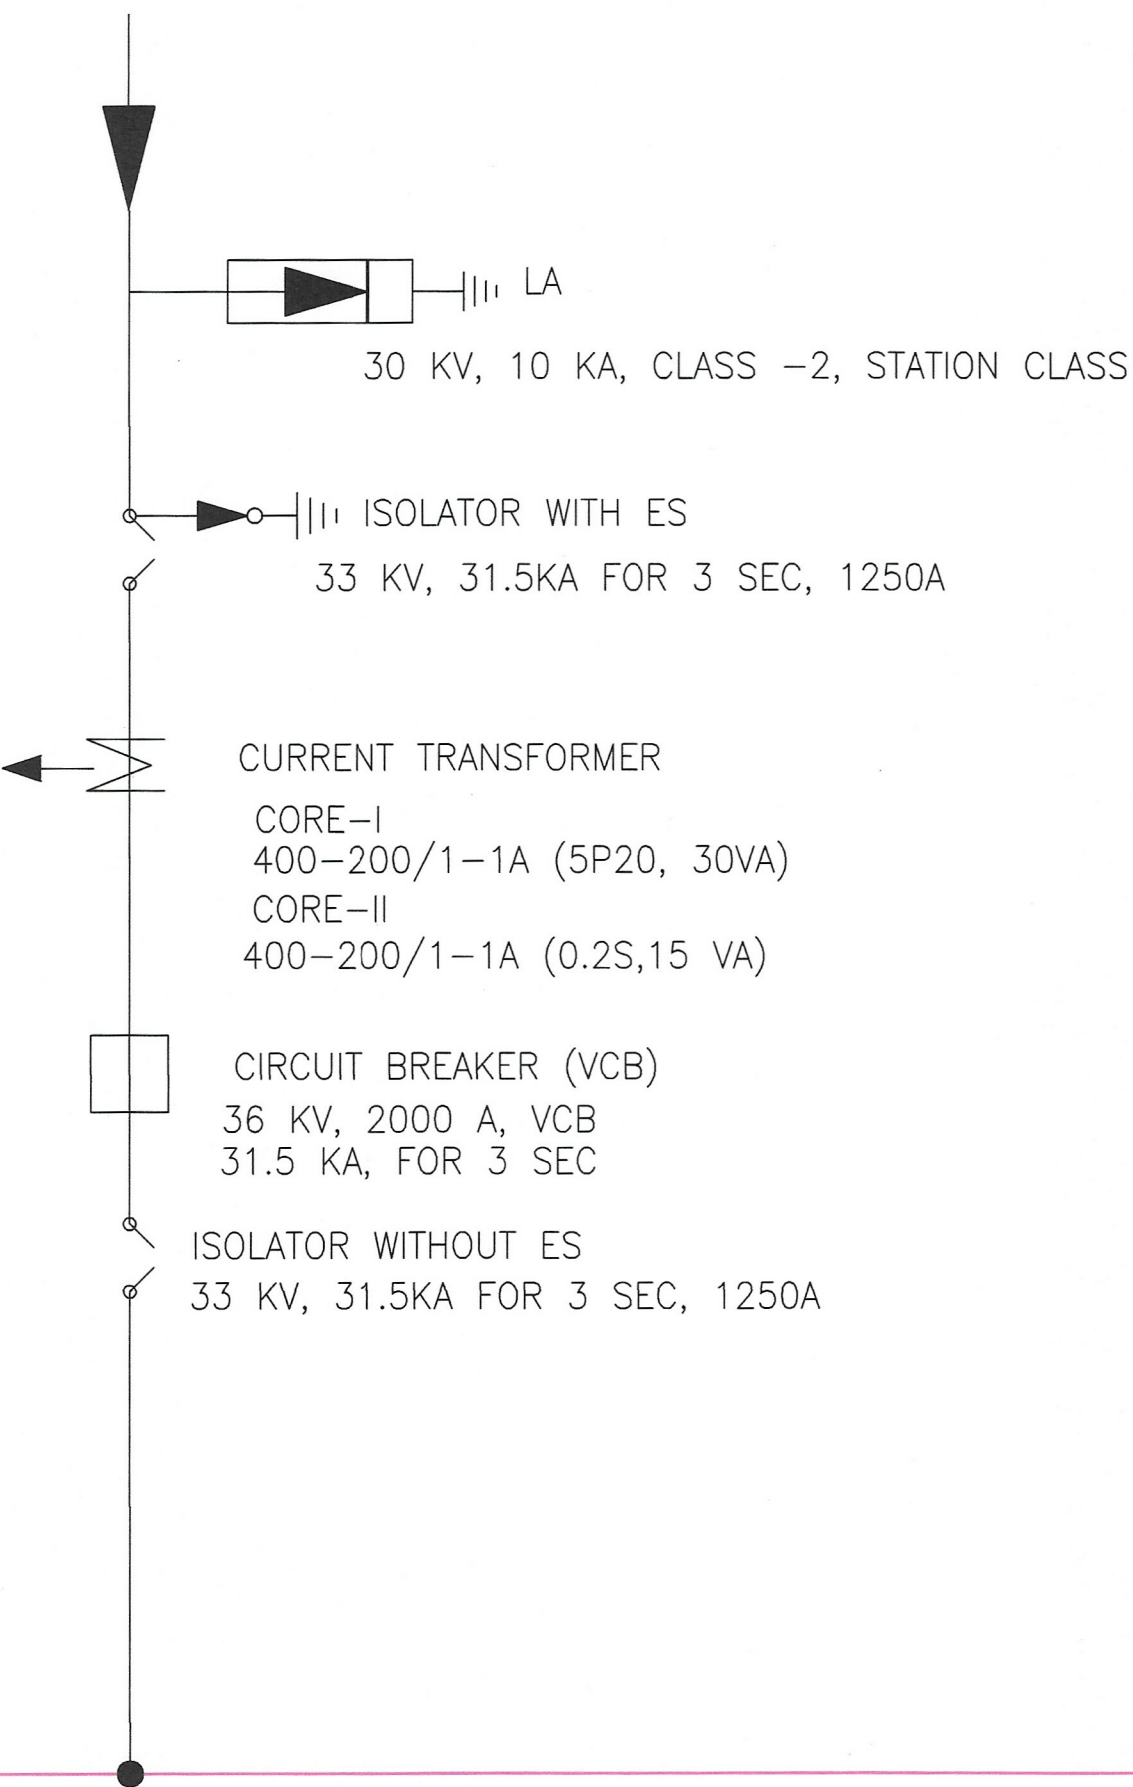 LA
30 KV, 10 KA, CLASS -2, STATION CLASS
ISOLATOR WITH ES
33 KV, 31.5KA FOR 3 SEC, 1250A
CURRENT TRANSFORMER
CORE-I
400-200/1-1A (5P20, 30VA)
CORE-II
400-200/1-1A (0.2S,15 VA)
CIRCUIT BREAKER (VCB)
36 KV, 2000 A, VCB
31.5 KA, FOR 3 SEC
ISOLATOR WITHOUT ES
33 KV, 31.5KA FOR 3 SEC, 1250A